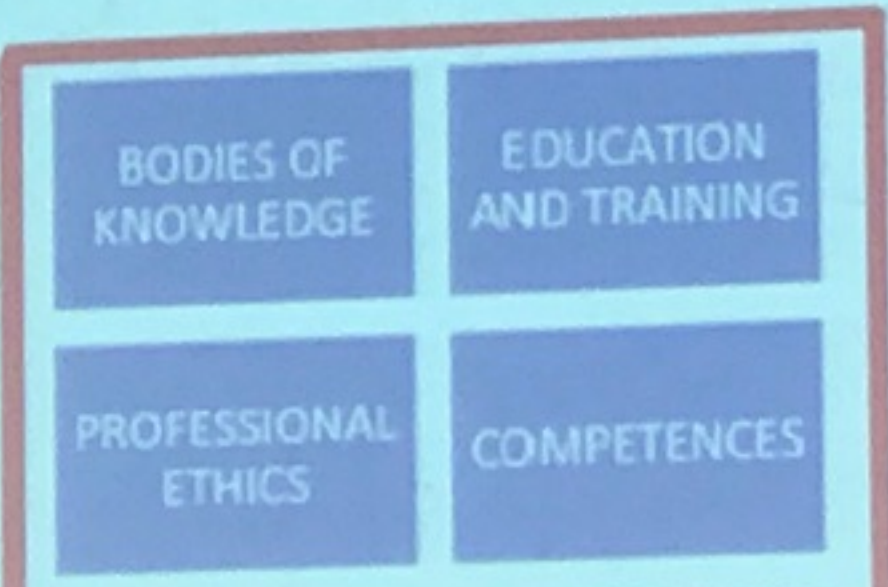 BODIES OF
KNOWLEDGE
EDUCATION
AND TRAINING
PROFESSIONAL
ETHICS
COMPETENCES